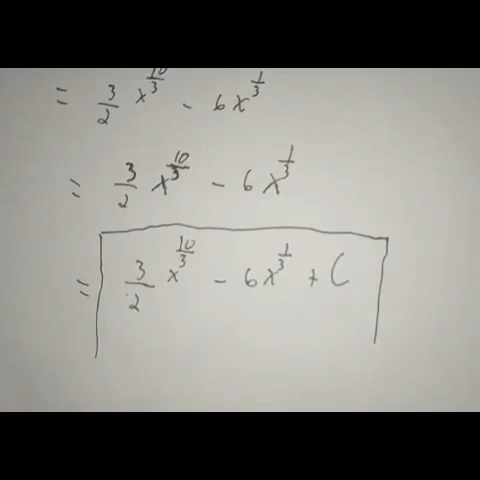 = 3/2 x^10/3 - 6x^1/3
= 3/2 x^10/3 - 6x^1/3
= 3/2 x^10/3 - 6x^1/3 + C